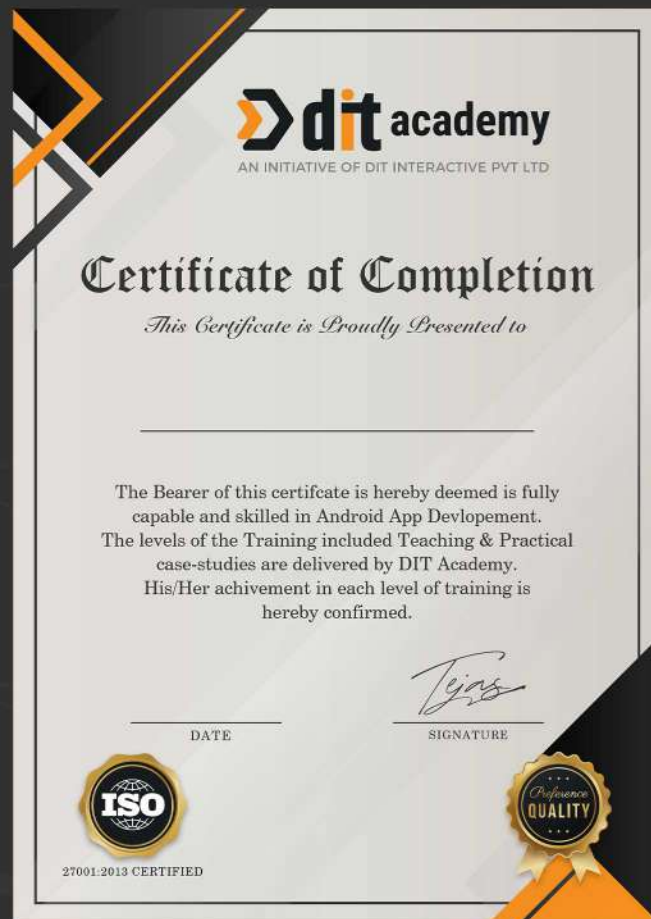 dit academy
AN INITIATIVE OF DIT INTERACTIVE PVT LTD
Certificate of Completion
This Certificate is Proudly Presented to
The Bearer of this certifcate is hereby deemed is fully
capable and skilled in Android App Devlopement.
The levels of the Training included Teaching & Practical
case-studies are delivered by DIT Academy.
His/Her achivement in each level of training is
hereby confirmed.
Tejas
DATE
SIGNATURE
ISO
27001:2013 CERTIFIED
Preference
QUALITY